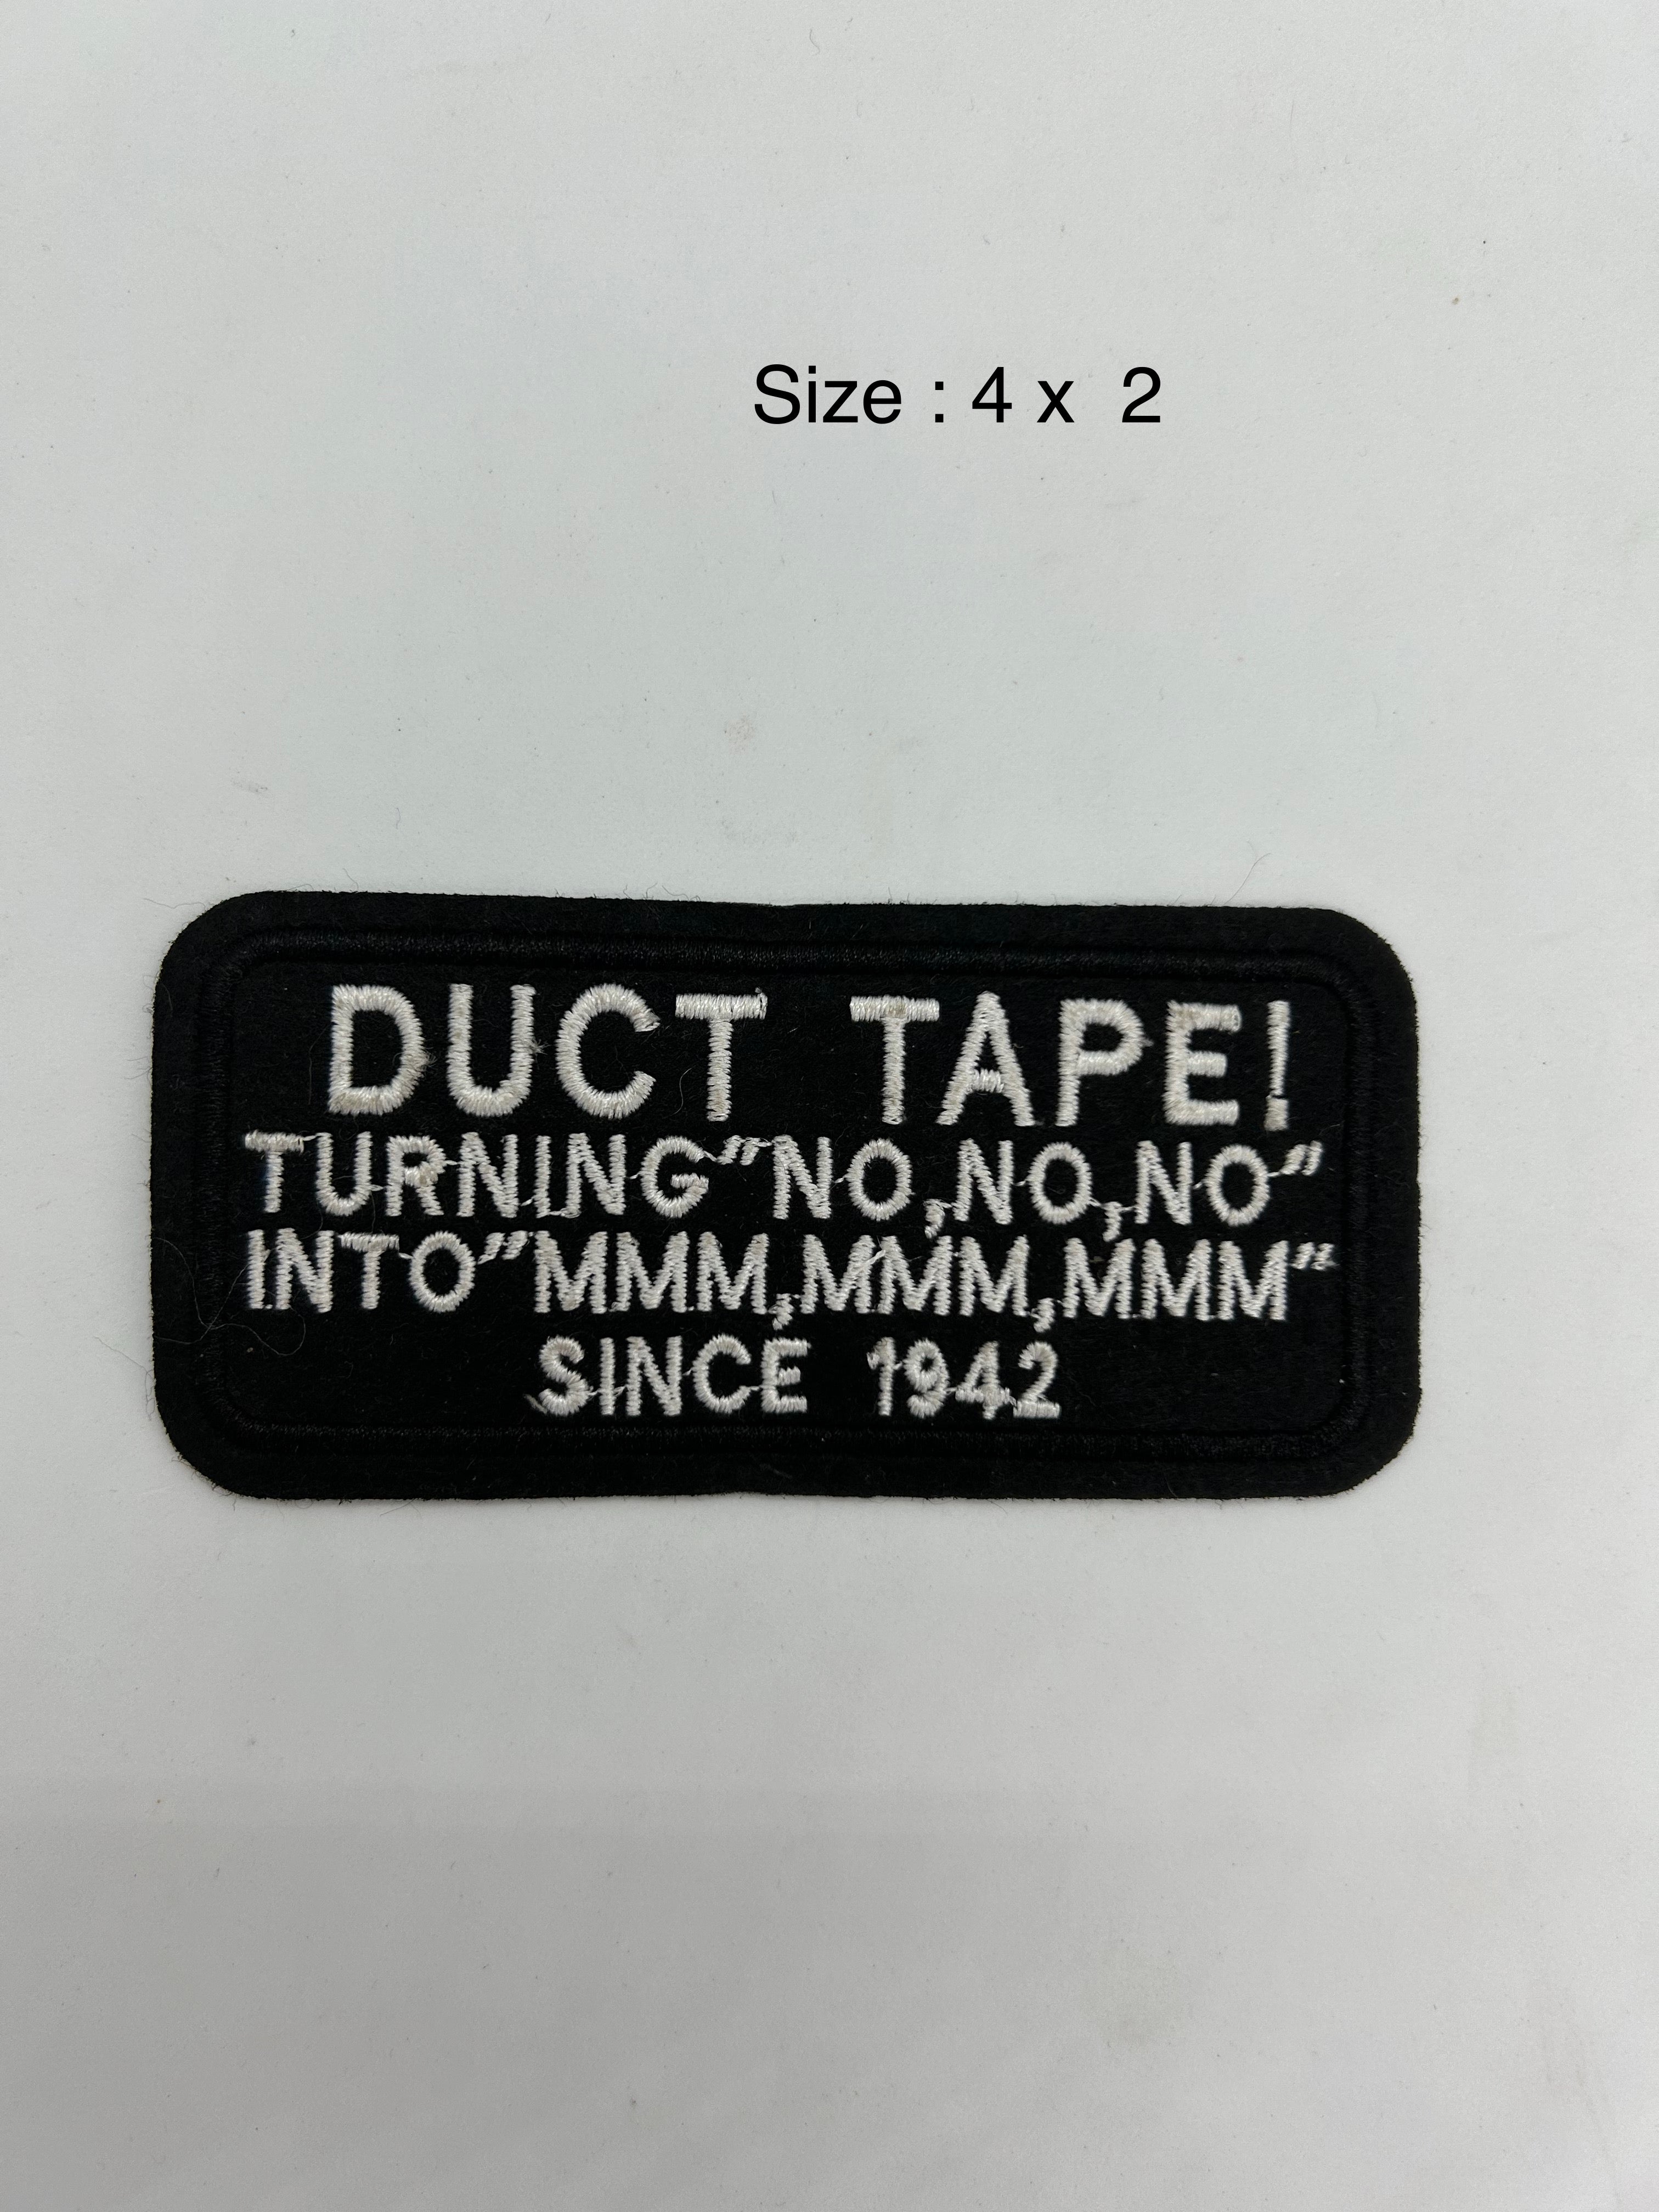 Size : 4 x 2
DUCT TAPE!
TURNING"NO,NO,NO"
INTO"MMM,MMM,MMM"
SINCE 1942